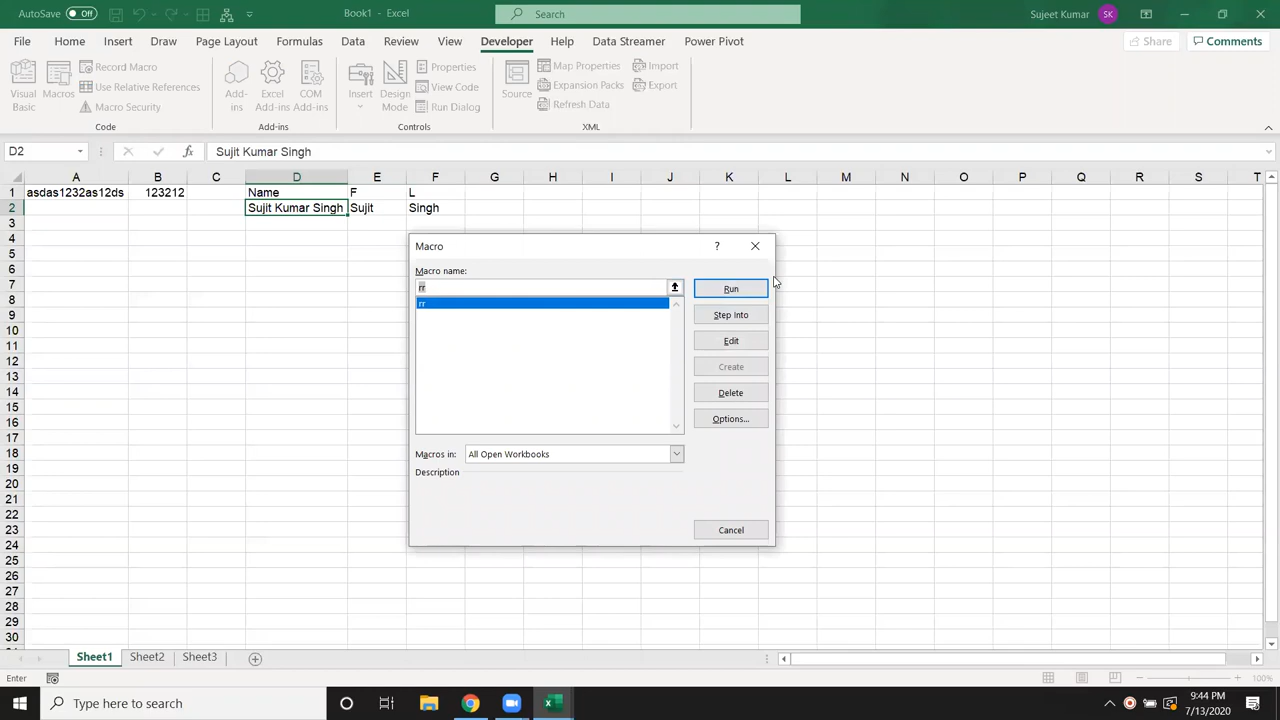 AutoSave Off
Book1 - Excel
Search
Sujeet Kumar
SK
File Home Insert Draw Page Layout Formulas Data Review View Developer Help Data Streamer Power Pivot
Share
Comments
Visual Basic
Macros
Record Macro
Use Relative References
Macro Security
Code
Add-ins
Excel Add-ins
COM Add-ins
Add-ins
Insert
Design Mode
Properties
View Code
Run Dialog
Controls
Source
Map Properties
Expansion Packs
Refresh Data
Import
Export
XML
D2
fx
Sujit Kumar Singh
A B C D E F G H I J K L M N O P Q R S T
1 asdas1232as12ds 123212 Name F L
2 Sujit Kumar Singh Sujit Singh
3
4
5
6
7
8
9
10
11
12
13
14
15
16
17
18
19
20
21
22
23
24
25
26
27
28
29
30
Macro
?
Macro name:
rr
rr
Run
Step Into
Edit
Create
Delete
Options...
Macros in: All Open Workbooks
Description
Cancel
Sheet1 Sheet2 Sheet3
Enter
100%
Type here to search
9:44 PM
7/13/2020